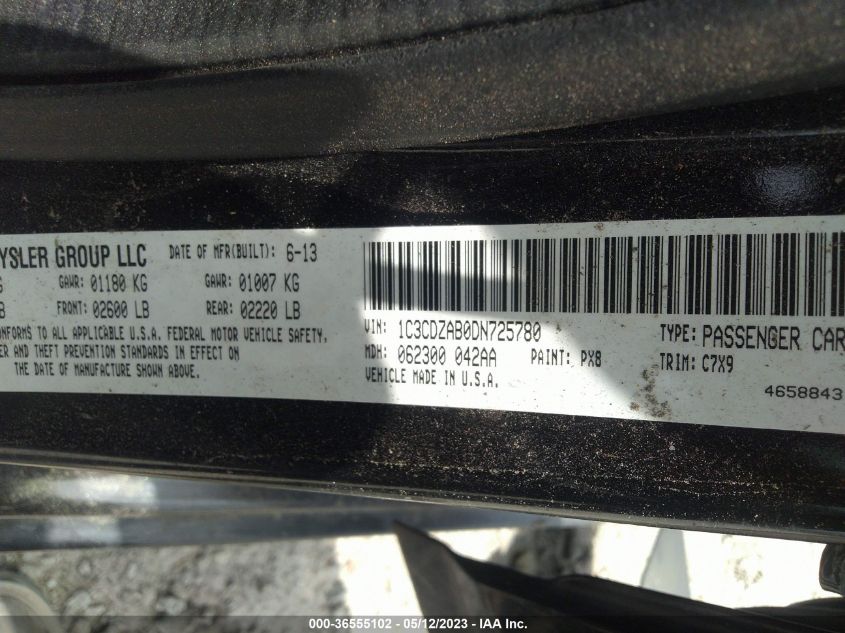 YSLER GROUP LLC DATE OF MFR(BUILT): 6-13
G GAWR: 01180 KG GAWR: 01007 KG
B FRONT: 02600 LB REAR: 02220 LB
ONFORMS TO ALL APPLICABLE U.S.A. FEDERAL MOTOR VEHICLE SAFETY,
ER AND THEFT PREVENTION STANDARDS IN EFFECT ON
THE DATE OF MANUFACTURE SHOWN ABOVE.
VIN: 1C3CDZAB0DN725780 TYPE: PASSENGER CAR
MDH: 062300 042AA PAINT: PX8 TRIM: C7X9
VEHICLE MADE IN U.S.A.
4658843
000-36555102 - 05/12/2023 - IAA Inc.